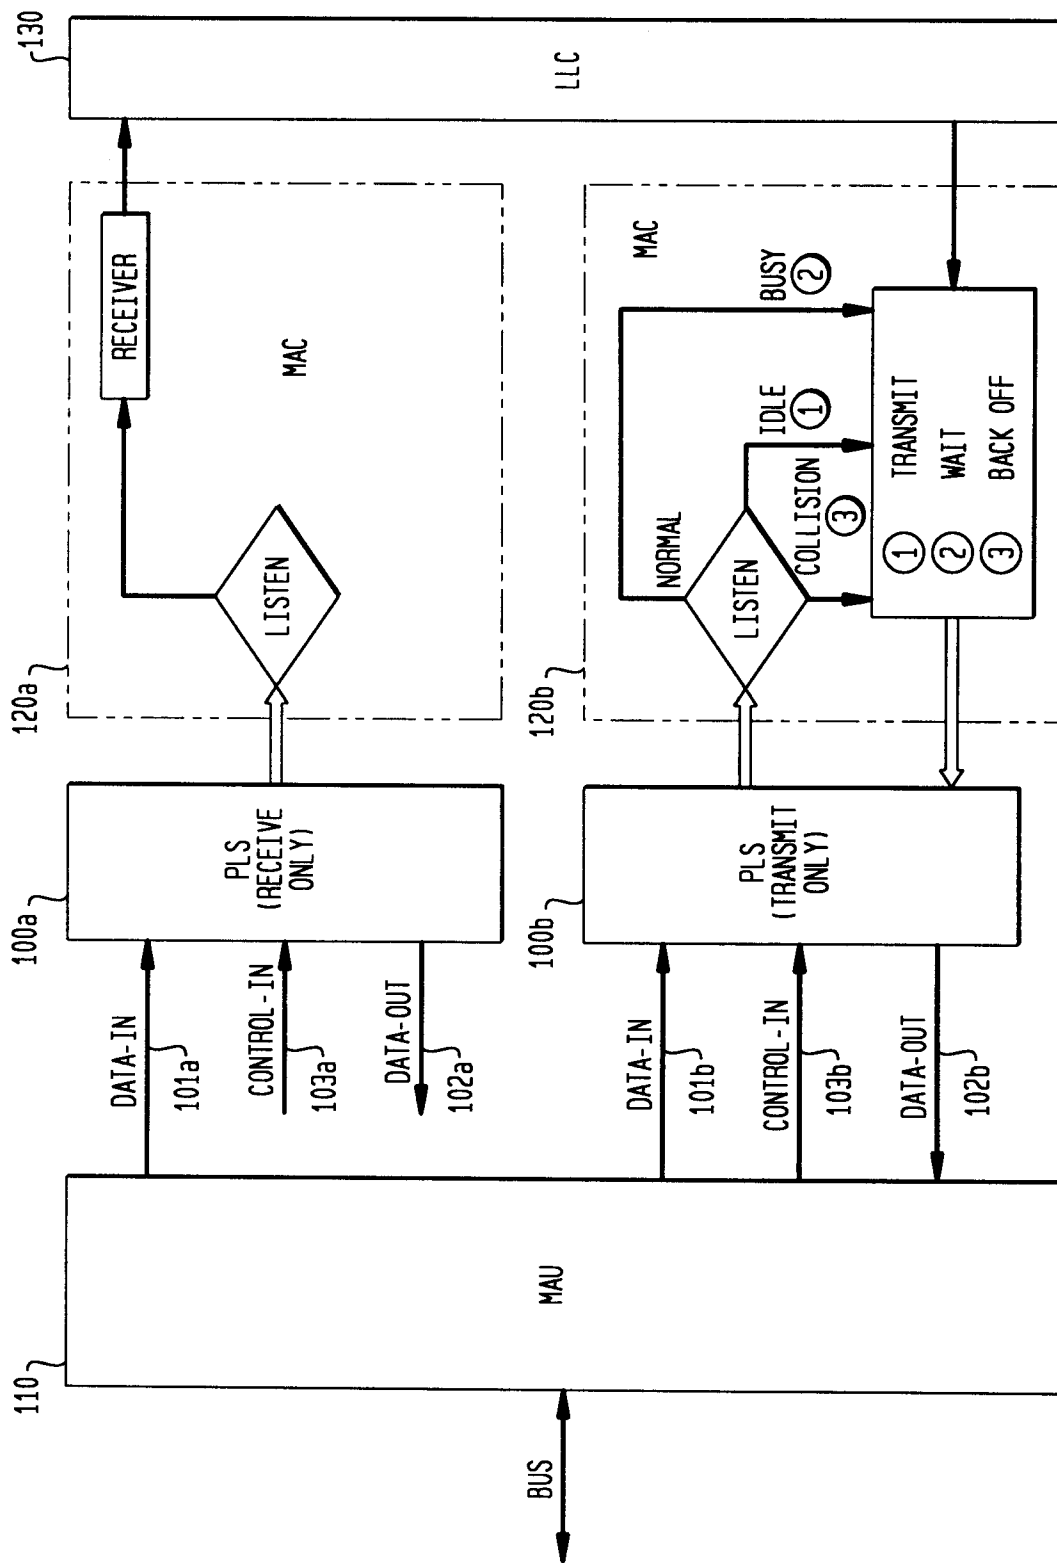 110
MAU
BUS
DATA-IN
101a
CONTROL-IN
103a
DATA-OUT
102a
DATA-IN
101b
CONTROL-IN
103b
DATA-OUT
102b
100a
PLS
(RECEIVE
ONLY)
100b
PLS
(TRANSMIT
ONLY)
120a
LISTEN
RECEIVER
MAC
120b
LISTEN
NORMAL
MAC
BUSY
2
IDLE
1
COLLISION
3
1 TRANSMIT
2 WAIT
3 BACK OFF
130
LLC